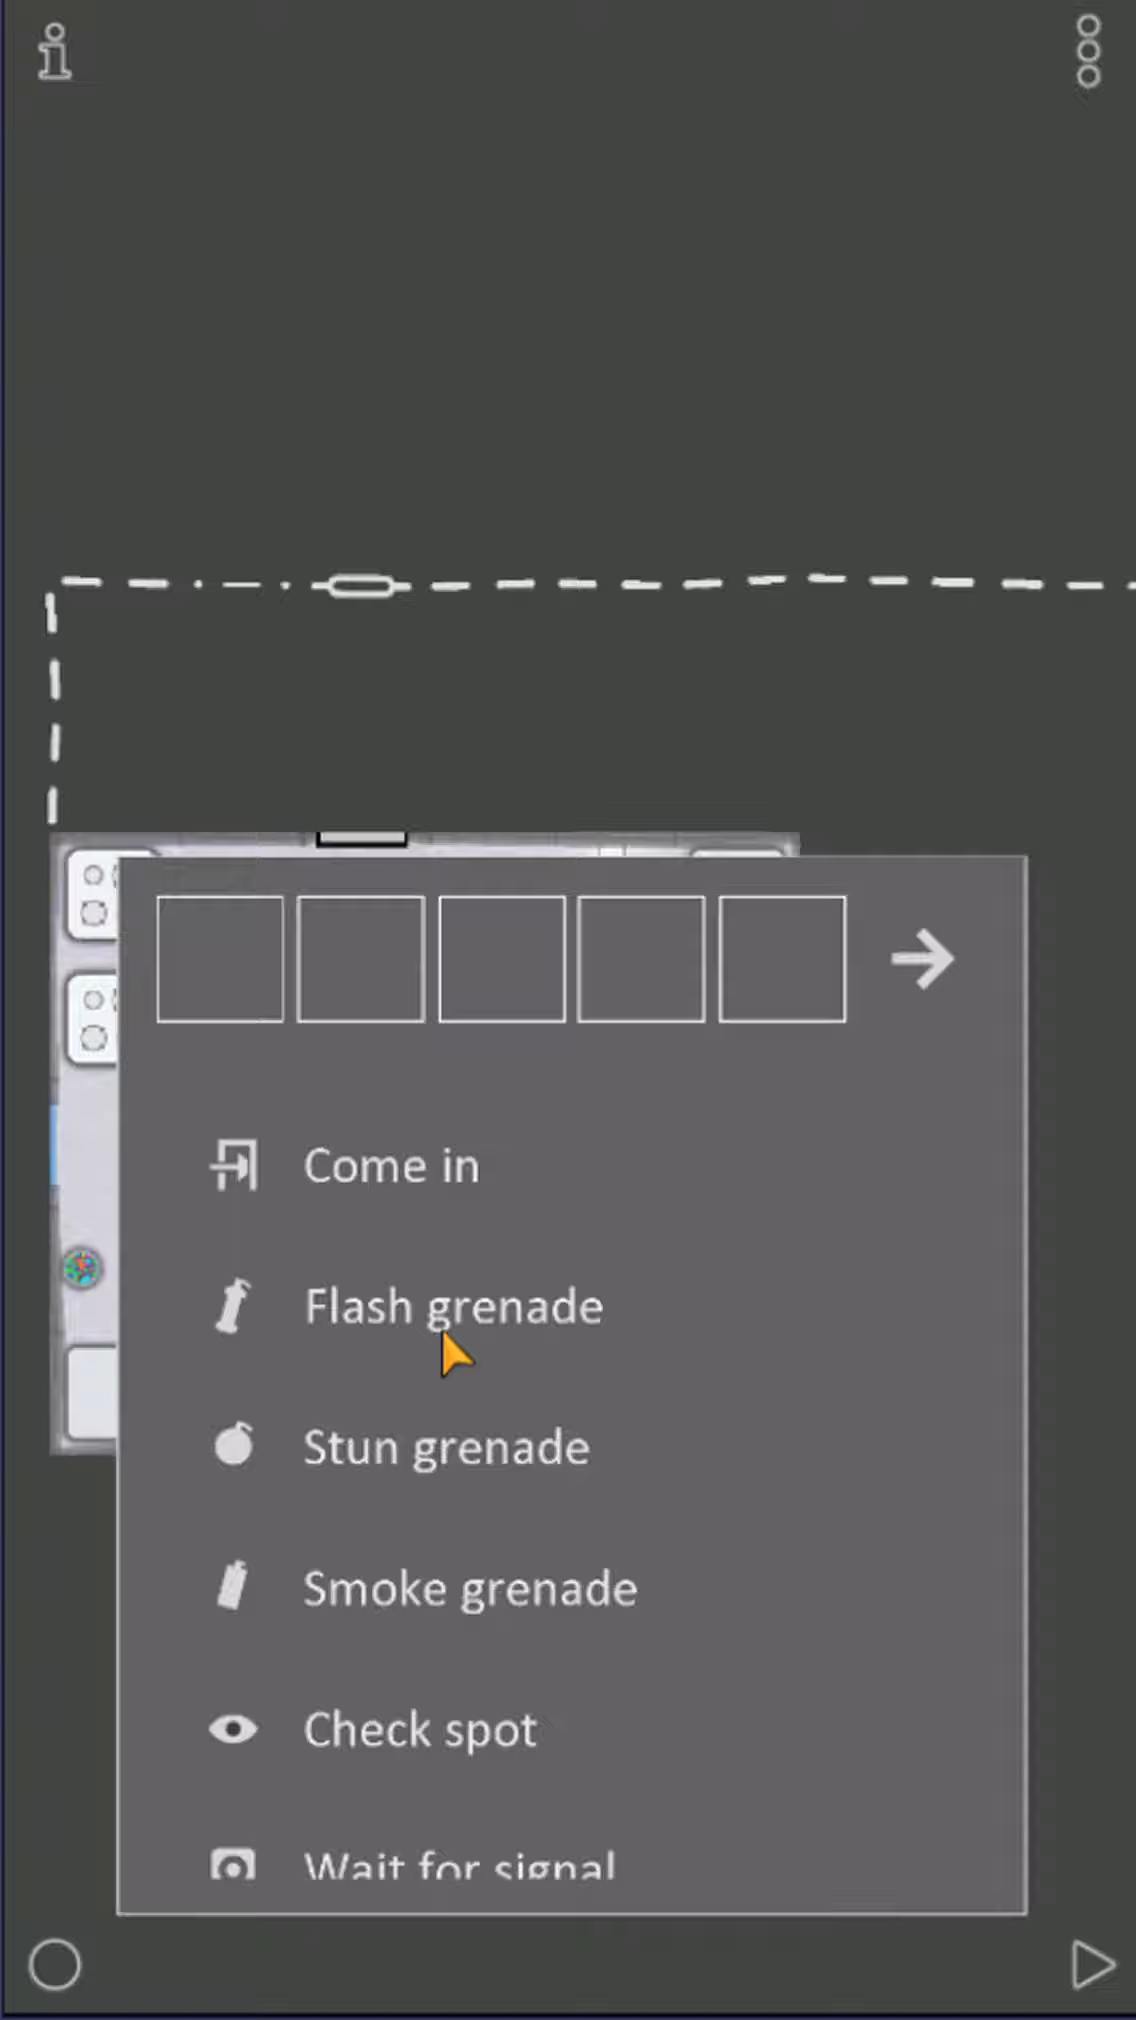 Come in
Flash grenade
Stun grenade
Smoke grenade
Check spot
Wait for signal